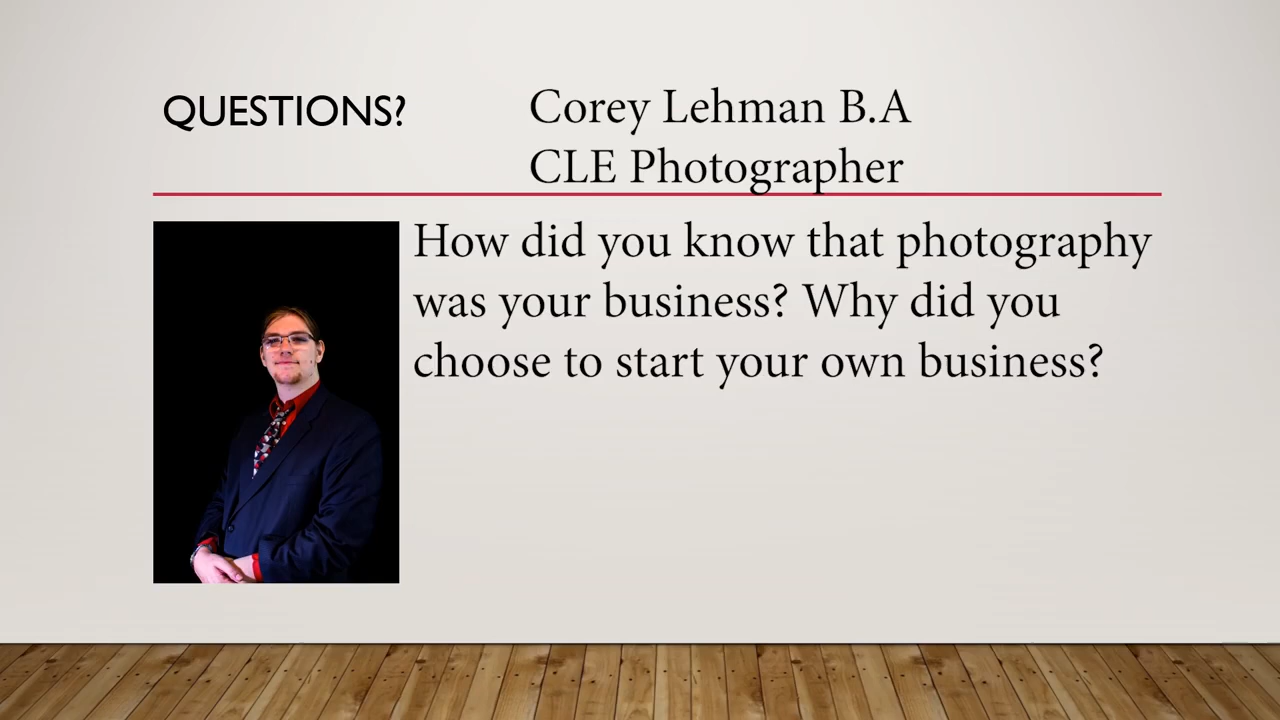 QUESTIONS?
Corey Lehman B.A
CLE Photographer
How did you know that photography
was your business? Why did you
choose to start your own business?